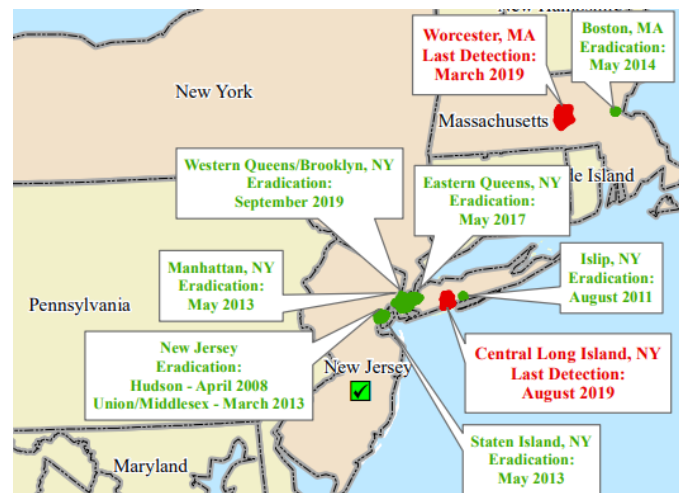 New Hampshire
Worcester, MA
Last Detection:
March 2019
Boston, MA
Eradication:
May 2014
New York
Massachusetts
Western Queens/Brooklyn, NY
Eradication:
September 2019
Eastern Queens, NY
Eradication:
May 2017
de Island
Manhattan, NY
Eradication:
May 2013
Islip, NY
Eradication:
August 2011
Pennsylvania
New Jersey
Eradication:
Hudson - April 2008
Union/Middlesex - March 2013
New Jersey
Central Long Island, NY
Last Detection:
August 2019
Staten Island, NY
Eradication:
May 2013
Maryland